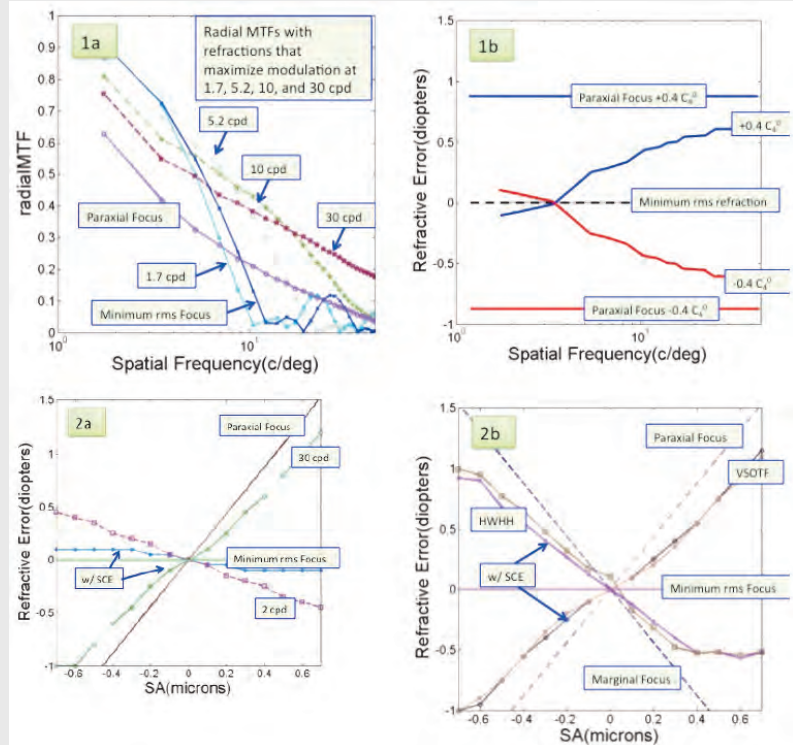 1a
Radial MTFs with
refractions that
maximize modulation at
1.7, 5.2, 10, and 30 cpd
5.2 cpd
10 cpd
Paraxial Focus
30 cpd
1.7 cpd
Minimum rms Focus
radialMTF
1
0.9
0.8
0.7
0.6
0.5
0.4
0.3
0.2
0.1
0
10⁰
10¹
Spatial Frequency(c/deg)
1b
Paraxial Focus +0.4 C₄⁰
+0.4 C₄⁰
Minimum rms refraction
-0.4 C₄⁰
Paraxial Focus -0.4 C₄⁰
Refractive Error(diopters)
1
0.5
0
-0.5
-1
10⁰
10¹
Spatial Frequency(c/deg)
2a
Paraxial Focus
30 cpd
Minimum rms Focus
w/ SCE
2 cpd
Refractive Error(diopters)
1.5
1
0.5
0
-0.5
-1
-0.6 -0.4 -0.2 0 0.2 0.4 0.6
SA(microns)
2b
Paraxial Focus
VSOTF
HWHH
w/ SCE
Minimum rms Focus
Marginal Focus
Refractive Error(diopters)
1.5
1
0.5
0
-0.5
-1
-0.6 -0.4 -0.2 0 0.2 0.4 0.6
SA(microns)